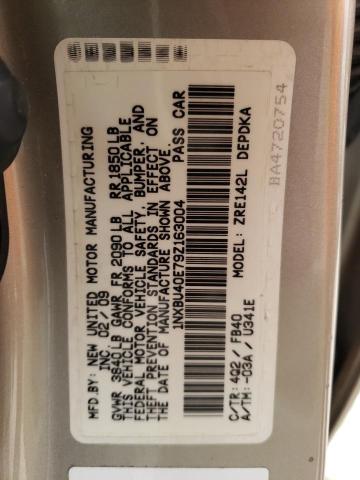 MFD.BY: NEW UNITED MOTOR MANUFACTURING
INC. 02/09
GVWR 3840LB GAWR FR 2090LB RR 1850LB
THIS VEHICLE CONFORMS TO ALL APPLICABLE
FEDERAL MOTOR VEHICLE SAFETY, BUMPER, AND
THEFT PREVENTION STANDARDS IN EFFECT ON
THE DATE OF MANUFACTURE SHOWN ABOVE.
1NXBU40E79Z163004 PASS CAR
C/TR: 4Q2/ FB40 MODEL: ZRE142L DEPDKA
A/TM: -03A/ U341E
BA4720754